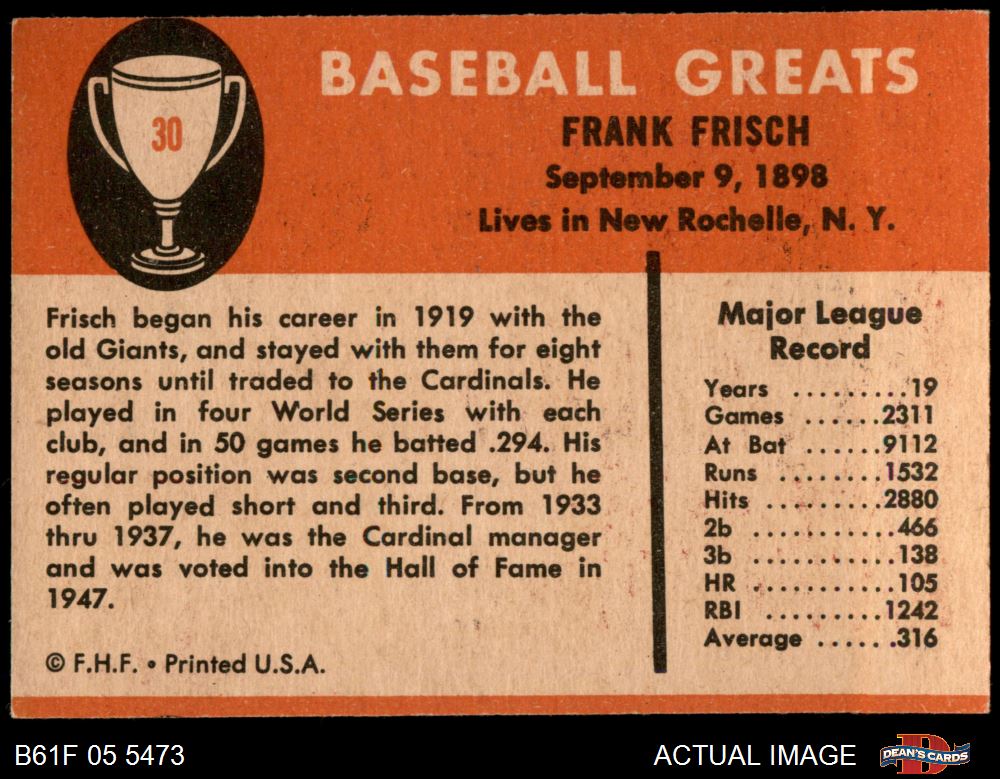 30
BASEBALL GREATS
FRANK FRISCH
September 9, 1898
Lives in New Rochelle, N. Y.
Frisch began his career in 1919 with the
old Giants, and stayed with them for eight
seasons until traded to the Cardinals. He
played in four World Series with each
club, and in 50 games he batted .294. His
regular position was second base, but he
often played short and third. From 1933
thru 1937, he was the Cardinal manager
and was voted into the Hall of Fame in
1947.
© F.H.F. • Printed U.S.A.
Major League
Record
Years .........19
Games ......2311
At Bat ......9112
Runs ........1532
Hits .........2880
2b ...........466
3b ...........138
HR ..........105
RBI .........1242
Average ......316
B61F 05 5473
ACTUAL IMAGE
D
DEAN'S CARDS